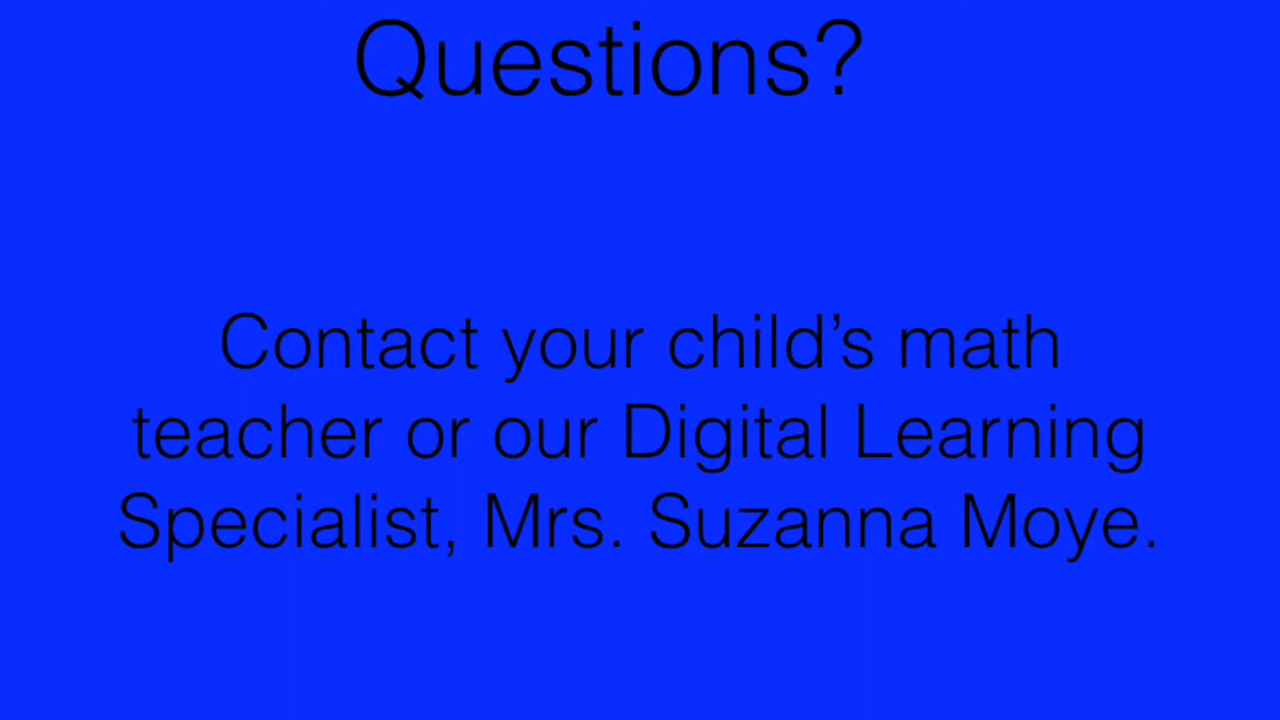 Questions?
Contact your child’s math
teacher or our Digital Learning
Specialist, Mrs. Suzanna Moye.